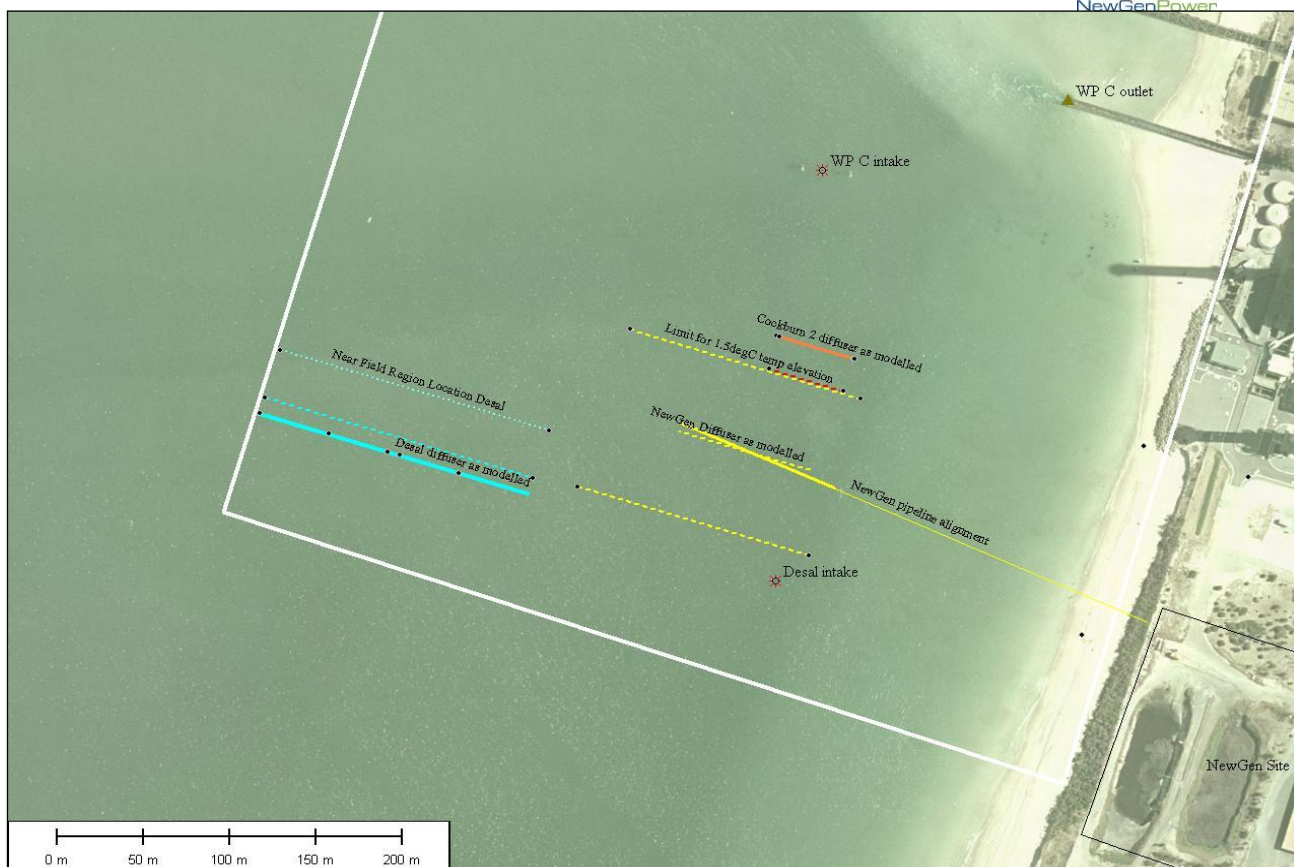 NewGenPower
WP C outlet
WP C intake
Cockburn 2 diffuser as modelled
Limit for 1.5degC temp elevation
Near Field Region Location Desal
NewGen Diffuser as modelled
Desal diffuser as modelled
NewGen pipeline alignment
Desal intake
NewGen Site
0 m 50 m 100 m 150 m 200 m